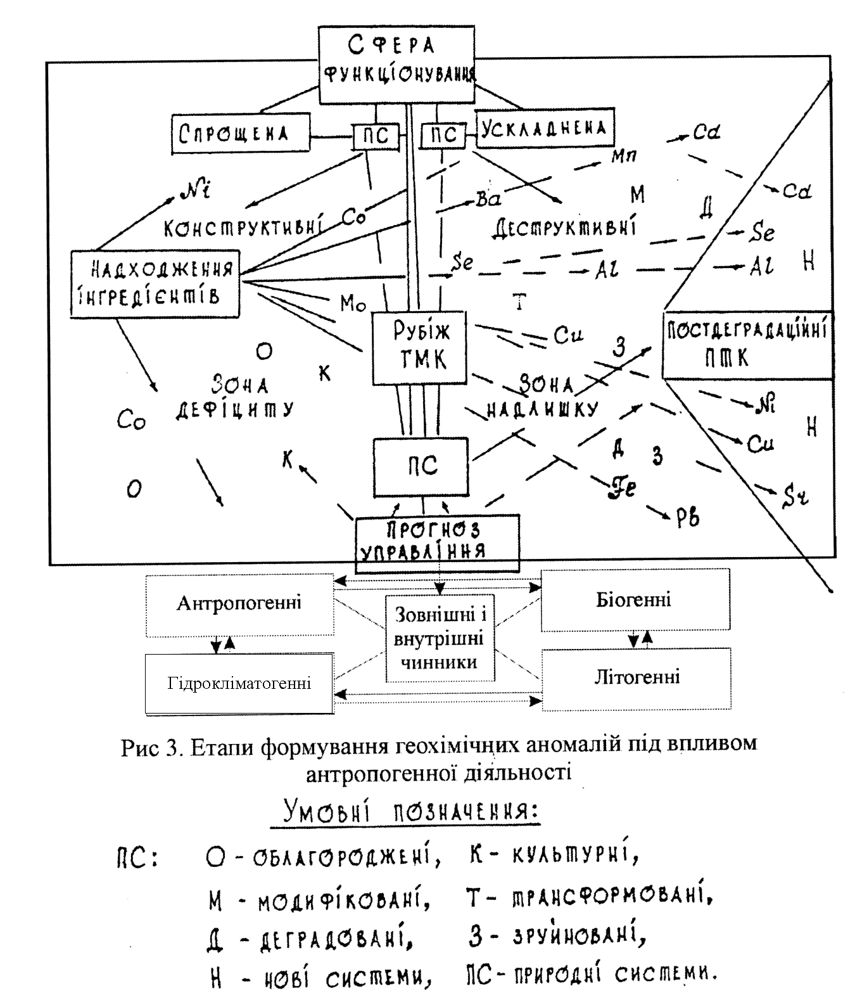 СФЕРА
ФУНКЦІОНУВАННЯ
СПРОЩЕНА
ПС
ПС
УСКЛАДНЕНА
Cd
Mn
Cd
Ni
Ba
М
Д
КОНСТРУКТИВНІ
Co
ДЕСТРУКТИВНІ
Se
НАДХОДЖЕННЯ
ІНГРЕДІЄНТІВ
Se
Al
Al
Н
Mo
Т
РУБІЖ
ГМК
Cu
З
ПОСТДЕГРАДАЦІЙНІ
ПТК
О
К
ЗОНА
ДЕФІЦИТУ
ЗОНА
НАДЛИШКУ
Ni
Co
Н
Cu
К
ПС
Д
З
О
Fe
Sr
Pb
ПРОГНОЗ
УПРАВЛІННЯ
Антропогенні
Біогенні
Зовнішні і
внутрішні
чинники
Гідрокліматогенні
Літогенні
Рис 3. Етапи формування геохімічних аномалій під впливом
антропогенної діяльності
УМОВНІ ПОЗНАЧЕННЯ:
ПС: О - ОБЛАГОРОДЖЕНІ, К - КУЛЬТУРНІ,
М - МОДИФІКОВАНІ, Т - ТРАНСФОРМОВАНІ,
Д - ДЕГРАДОВАНІ, З - ЗРУЙНОВАНІ,
Н - НОВІ СИСТЕМИ, ПС - ПРИРОДНІ СИСТЕМИ.